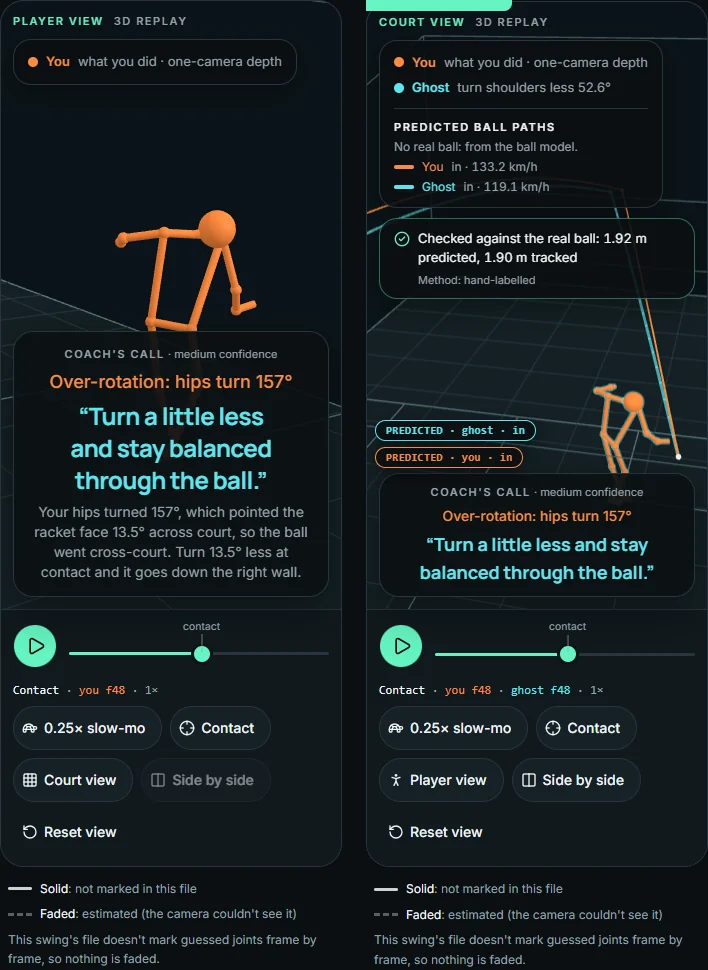 PLAYER VIEW 3D REPLAY
You what you did · one-camera depth
COACH'S CALL · medium confidence
Over-rotation: hips turn 157°
“Turn a little less
and stay balanced
through the ball.”
Your hips turned 157°, which pointed the
racket face 13.5° across court, so the ball
went cross-court. Turn 13.5° less at
contact and it goes down the right wall.
contact
Contact · you f48 · 1×
0.25× slow-mo
Contact
Court view
Side by side
Reset view
Solid: not marked in this file
Faded: estimated (the camera couldn't see it)
This swing's file doesn't mark guessed joints frame by
frame, so nothing is faded.
COURT VIEW 3D REPLAY
You what you did · one-camera depth
Ghost turn shoulders less 52.6°
PREDICTED BALL PATHS
No real ball: from the ball model.
You in · 133.2 km/h
Ghost in · 119.1 km/h
Checked against the real ball: 1.92 m
predicted, 1.90 m tracked
Method: hand-labelled
PREDICTED · ghost · in
PREDICTED · you · in
COACH'S CALL · medium confidence
Over-rotation: hips turn 157°
“Turn a little less and stay
balanced through the ball.”
contact
Contact · you f48 · ghost f48 · 1×
0.25× slow-mo
Contact
Player view
Side by side
Reset view
Solid: not marked in this file
Faded: estimated (the camera couldn't see it)
This swing's file doesn't mark guessed joints frame by
frame, so nothing is faded.